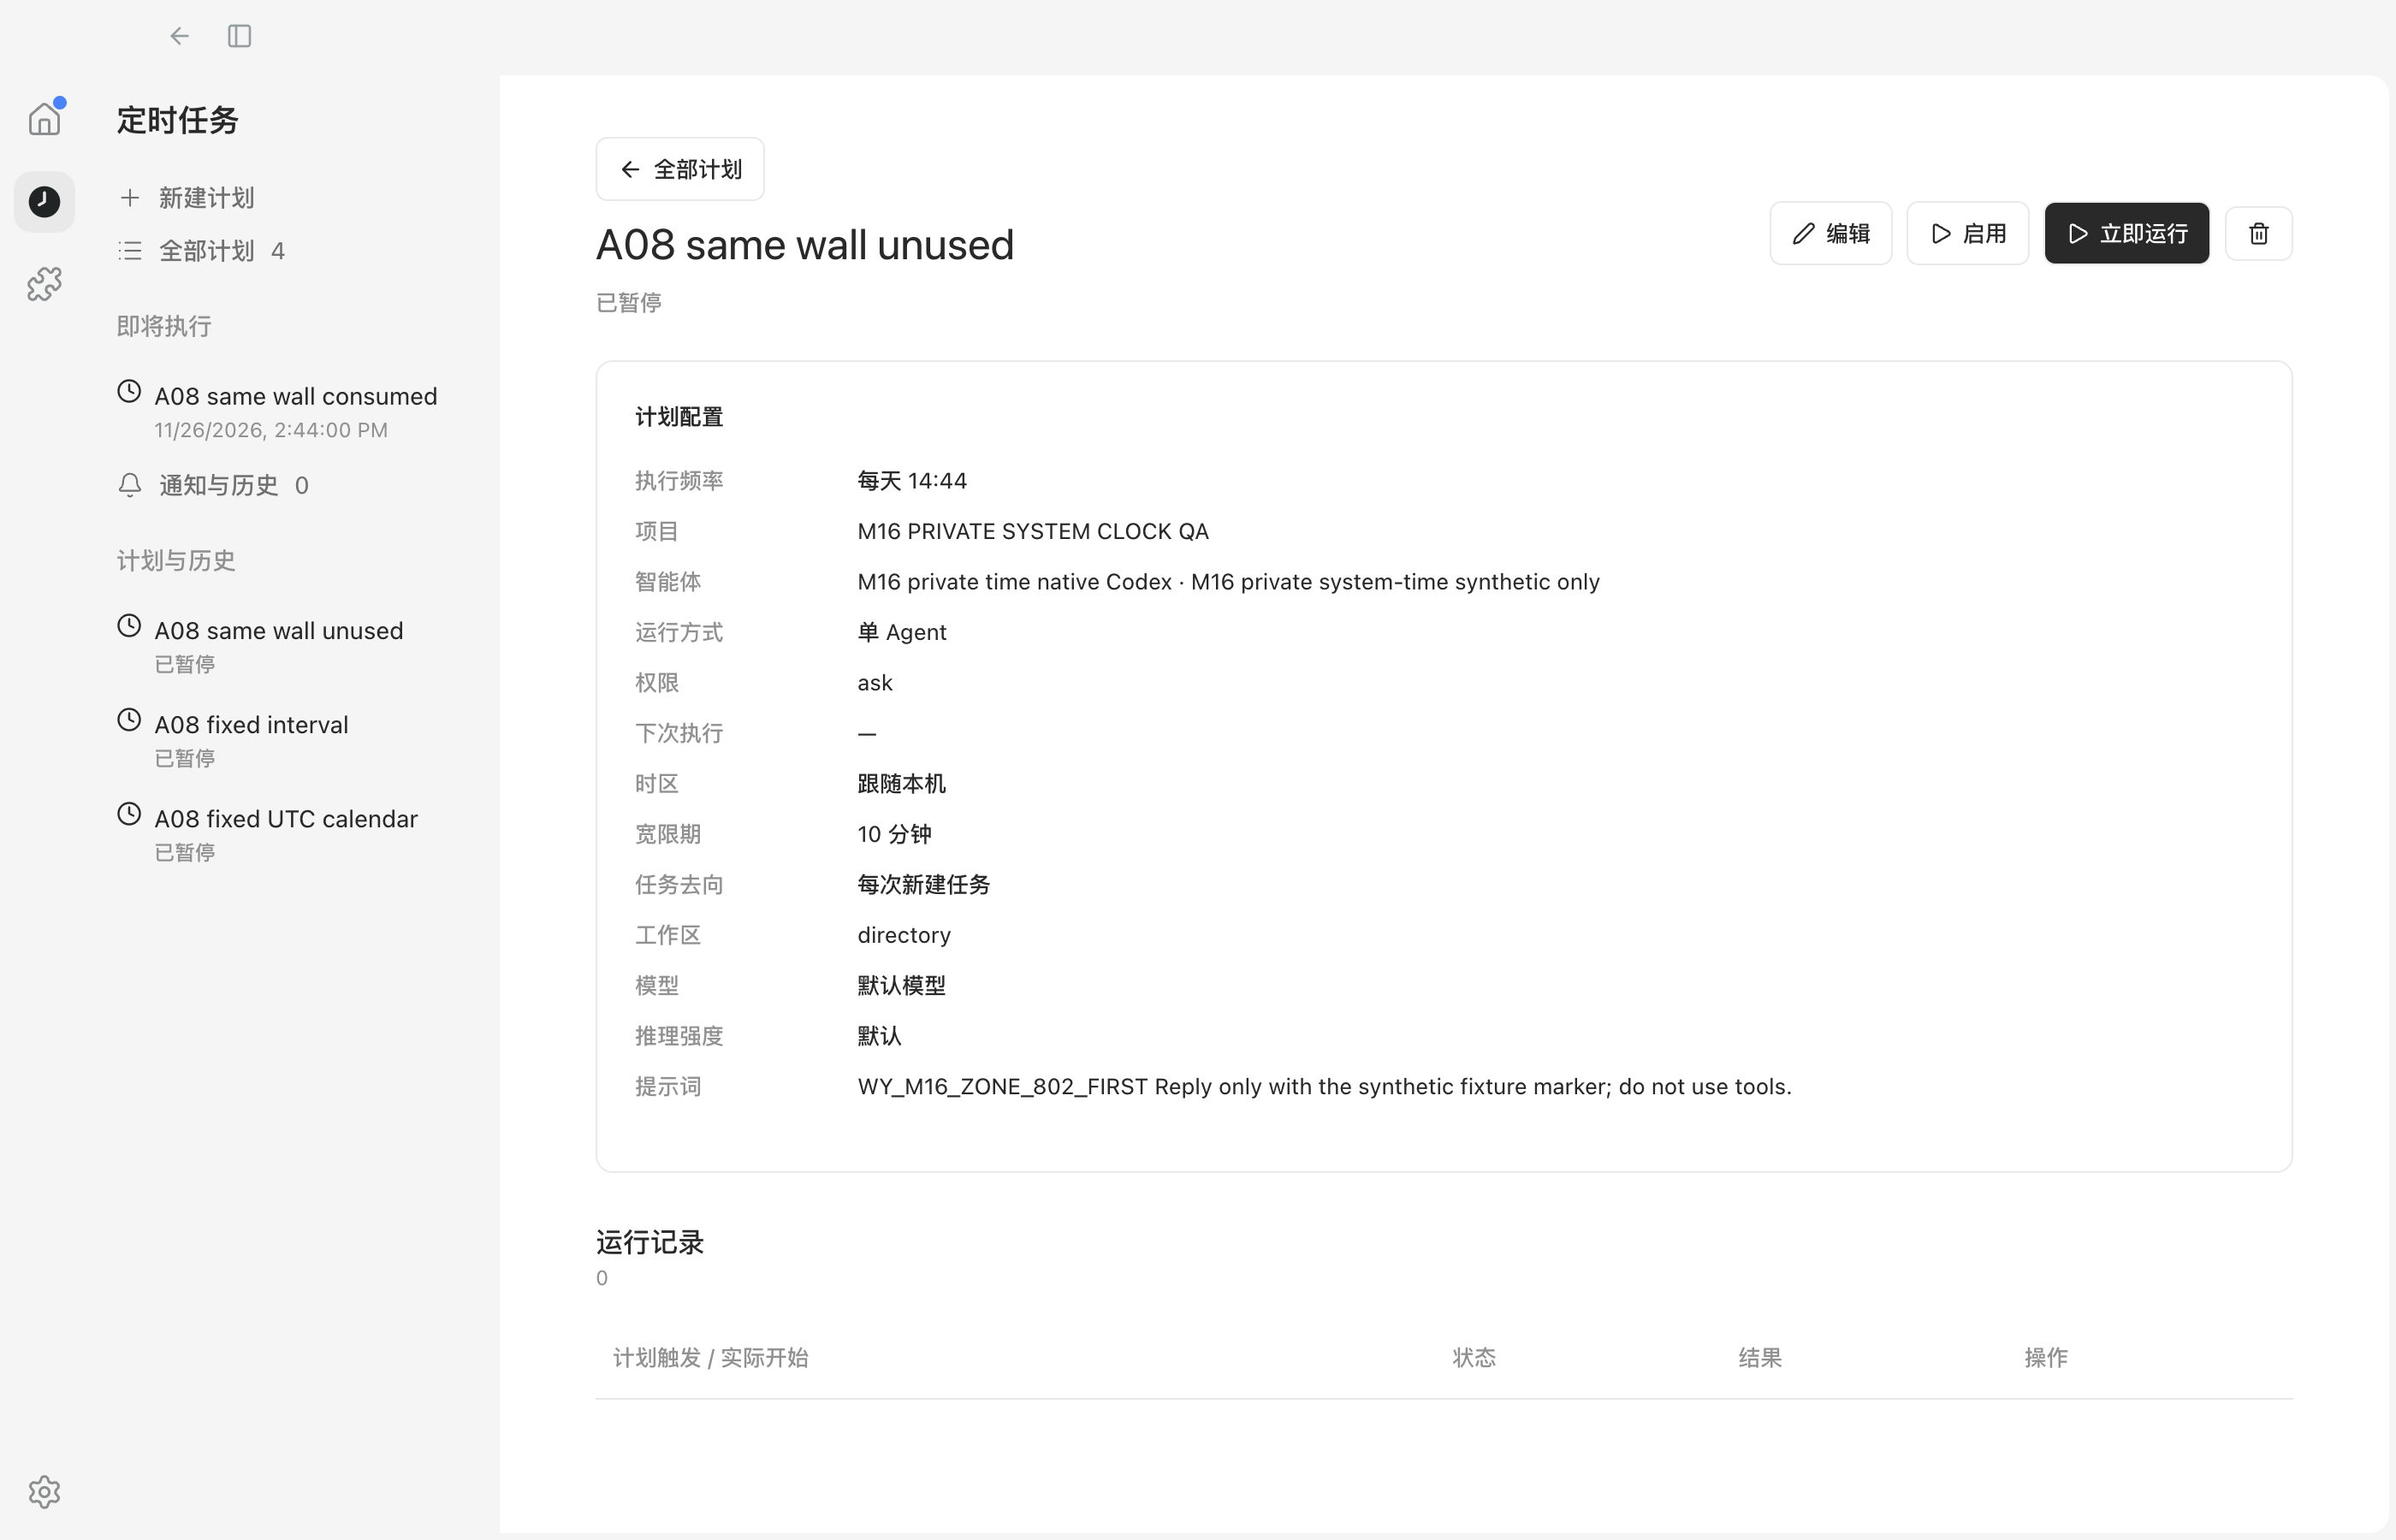 定时任务
新建计划
全部计划 4
即将执行
A08 same wall consumed
11/26/2026, 2:44:00 PM
通知与历史 0
计划与历史
A08 same wall unused
已暂停
A08 fixed interval
已暂停
A08 fixed UTC calendar
已暂停
全部计划
A08 same wall unused
已暂停
编辑
启用
立即运行
计划配置
执行频率 每天 14:44
项目 M16 PRIVATE SYSTEM CLOCK QA
智能体 M16 private time native Codex · M16 private system-time synthetic only
运行方式 单 Agent
权限 ask
下次执行 —
时区 跟随本机
宽限期 10 分钟
任务去向 每次新建任务
工作区 directory
模型 默认模型
推理强度 默认
提示词 WY_M16_ZONE_802_FIRST Reply only with the synthetic fixture marker; do not use tools.
运行记录
0
计划触发 / 实际开始 状态 结果 操作